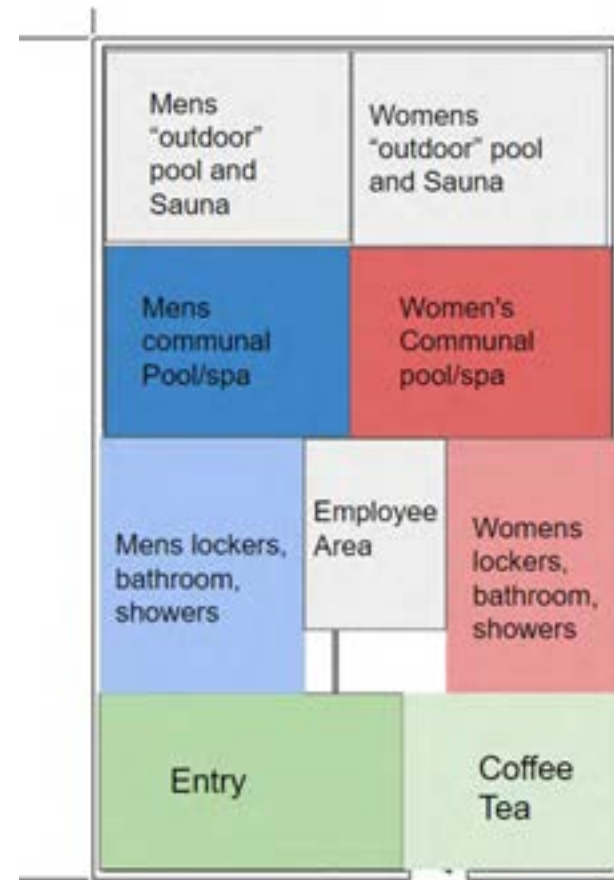 Mens
“outdoor”
pool and
Sauna
Womens
“outdoor” pool
and Sauna
Mens
communal
Pool/spa
Women's
Communal
pool/spa
Mens lockers,
bathroom,
showers
Employee
Area
Womens
lockers,
bathroom,
showers
Entry
Coffee
Tea